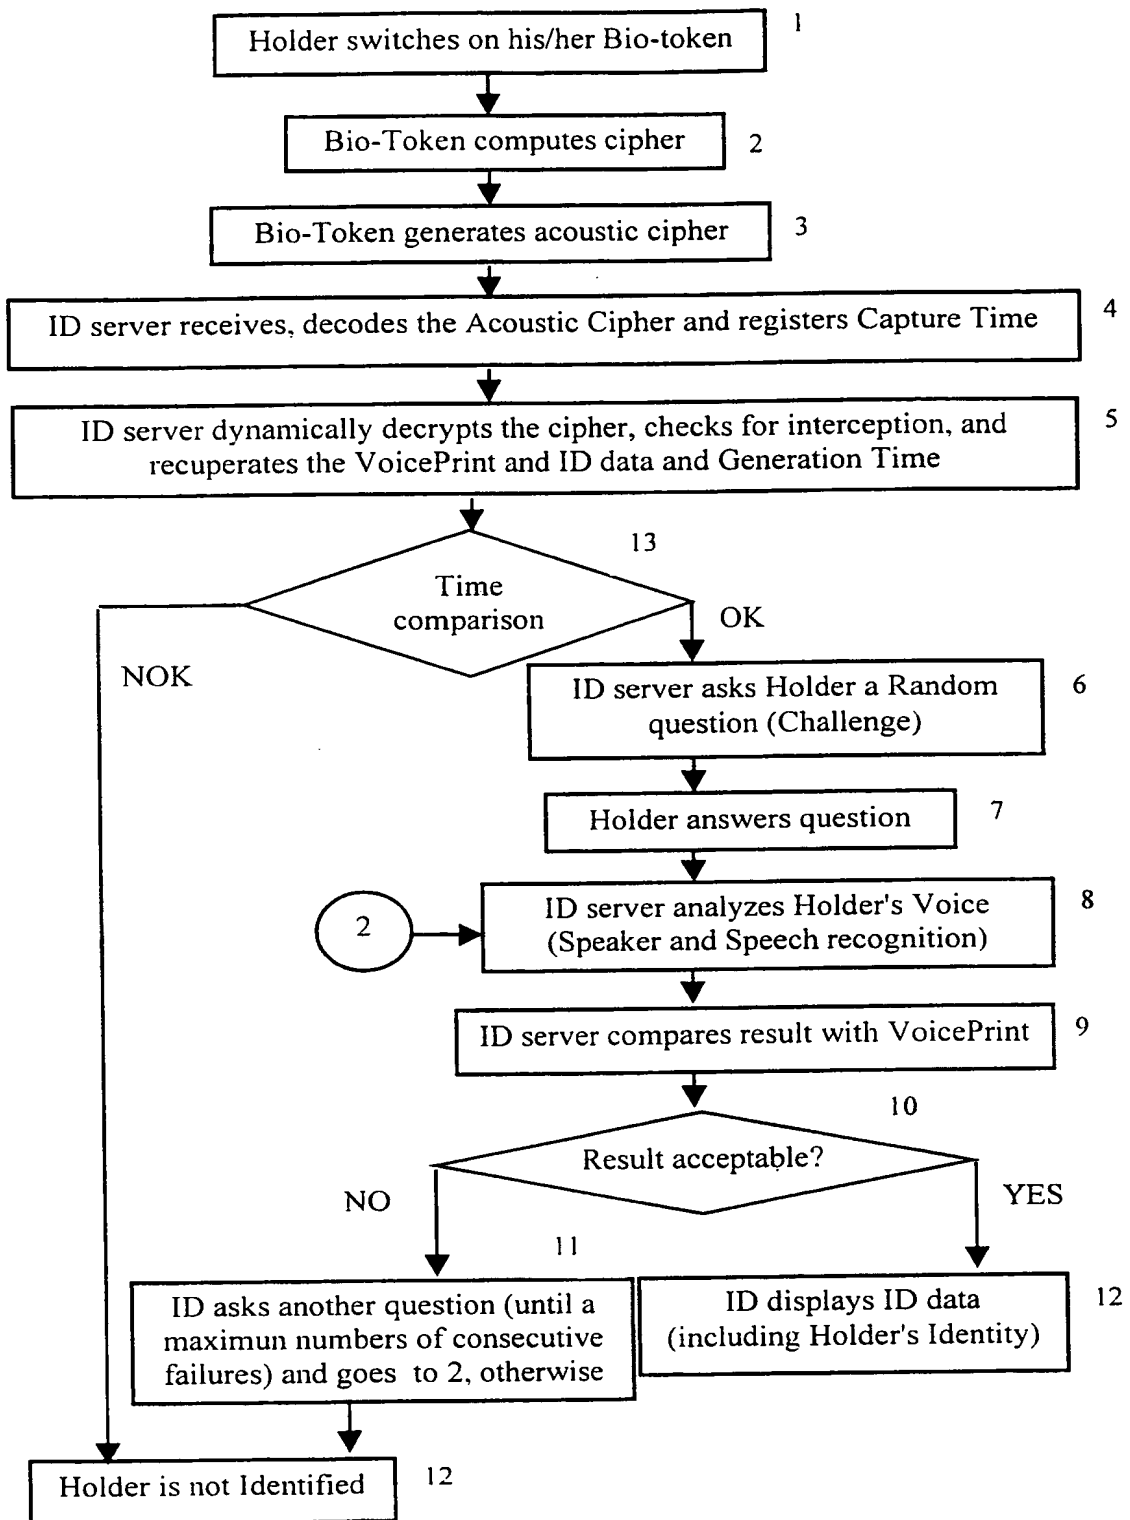 Holder switches on his/her Bio-token
1
Bio-Token computes cipher
2
Bio-Token generates acoustic cipher
3
ID server receives, decodes the Acoustic Cipher and registers Capture Time
4
ID server dynamically decrypts the cipher, checks for interception, and
recuperates the VoicePrint and ID data and Generation Time
5
13
Time
comparison
OK
NOK
ID server asks Holder a Random
question (Challenge)
6
Holder answers question
7
2
ID server analyzes Holder's Voice
(Speaker and Speech recognition)
8
ID server compares result with VoicePrint
9
10
Result acceptable?
NO
YES
11
ID asks another question (until a
maximun numbers of consecutive
failures) and goes to 2, otherwise
ID displays ID data
(including Holder's Identity)
12
Holder is not Identified
12